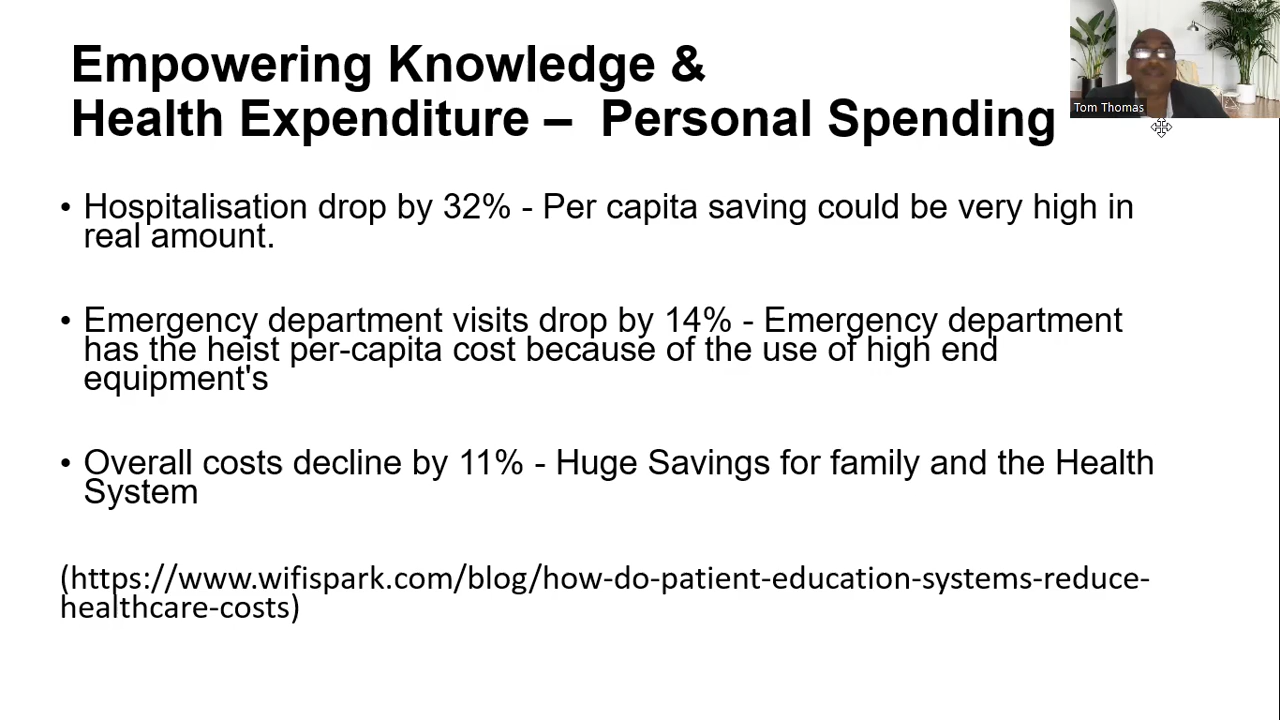 Empowering Knowledge &
Health Expenditure – Personal Spending
Tom Thomas
• Hospitalisation drop by 32% - Per capita saving could be very high in
real amount.
• Emergency department visits drop by 14% - Emergency department
has the heist per-capita cost because of the use of high end
equipment's
• Overall costs decline by 11% - Huge Savings for family and the Health
System
(https://www.wifispark.com/blog/how-do-patient-education-systems-reduce-
healthcare-costs)